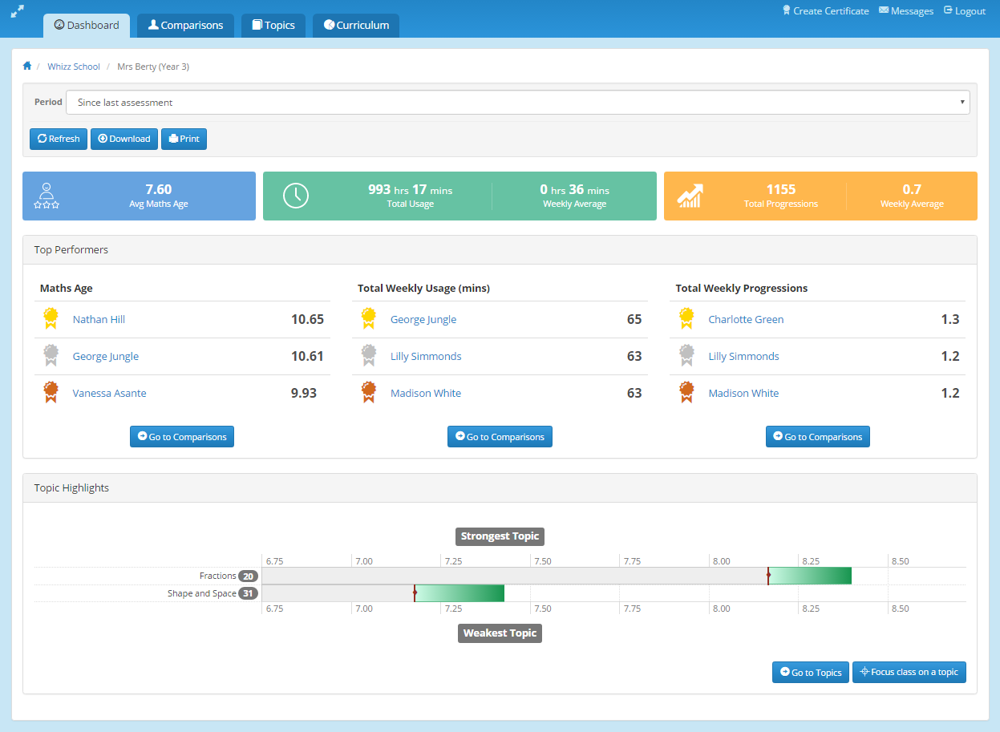 Create Certificate Messages Logout
Dashboard Comparisons Topics Curriculum
/ Whizz School / Mrs Berty (Year 3)
Period Since last assessment
Refresh Download Print
7.60
Avg Maths Age
993 hrs 17 mins
Total Usage
0 hrs 36 mins
Weekly Average
1155
Total Progressions
0.7
Weekly Average
Top Performers
Maths Age
Nathan Hill 10.65
George Jungle 10.61
Vanessa Asante 9.93
Go to Comparisons
Total Weekly Usage (mins)
George Jungle 65
Lilly Simmonds 63
Madison White 63
Go to Comparisons
Total Weekly Progressions
Charlotte Green 1.3
Lilly Simmonds 1.2
Madison White 1.2
Go to Comparisons
Topic Highlights
Strongest Topic
6.75 7.00 7.25 7.50 7.75 8.00 8.25 8.50
Fractions 20
Shape and Space 31
6.75 7.00 7.25 7.50 7.75 8.00 8.25 8.50
Weakest Topic
Go to Topics Focus class on a topic